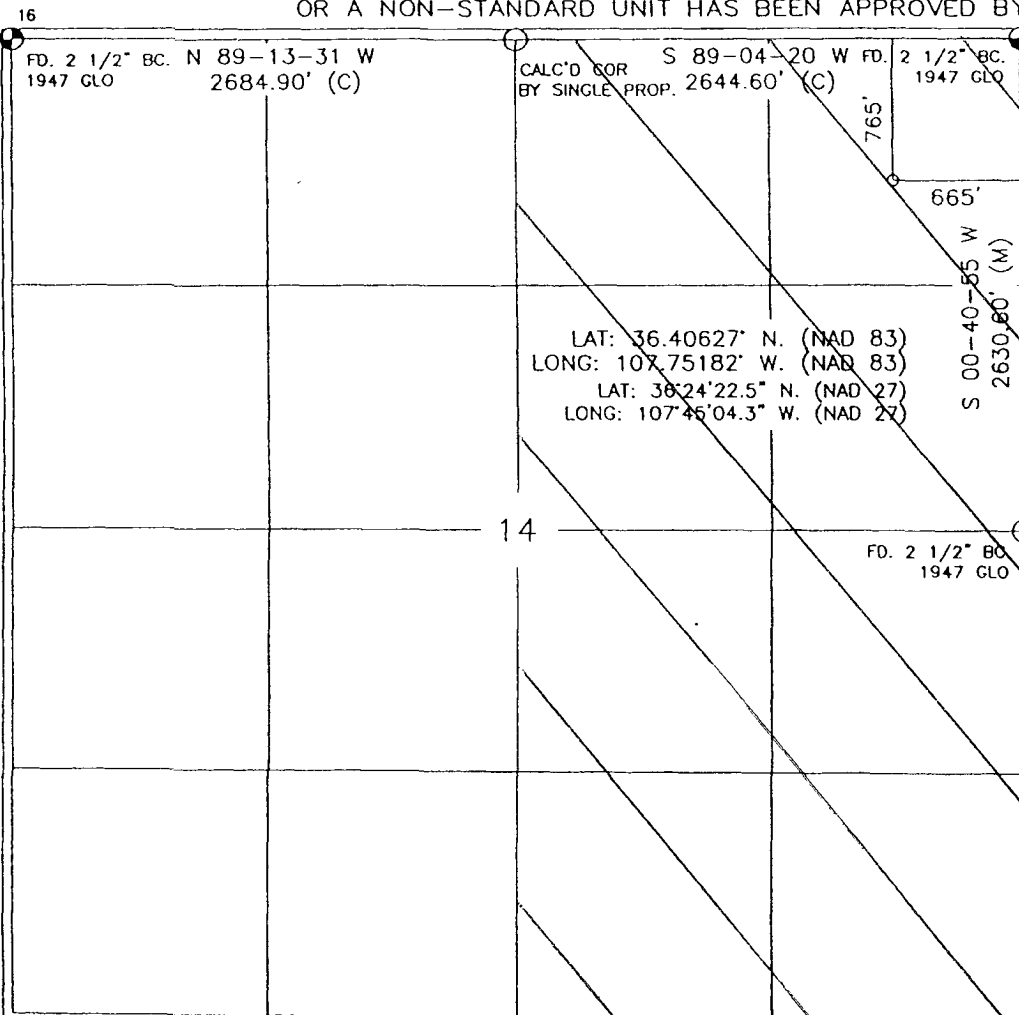 16
OR A NON-STANDARD UNIT HAS BEEN APPROVED BY
FD. 2 1/2" BC.
1947 GLO
N 89-13-31 W
2684.90' (C)
CALC'D COR
BY SINGLE PROP.
S 89-04-20 W
2644.60' (C)
FD. 2 1/2" BC.
1947 GLO
765'
665'
S 00-40-55 W
2630.60' (M)
LAT: 36.40627° N. (NAD 83)
LONG: 107.75182° W. (NAD 83)
LAT: 36°24'22.5" N. (NAD 27)
LONG: 107°45'04.3" W. (NAD 27)
14
FD. 2 1/2" BC
1947 GLO